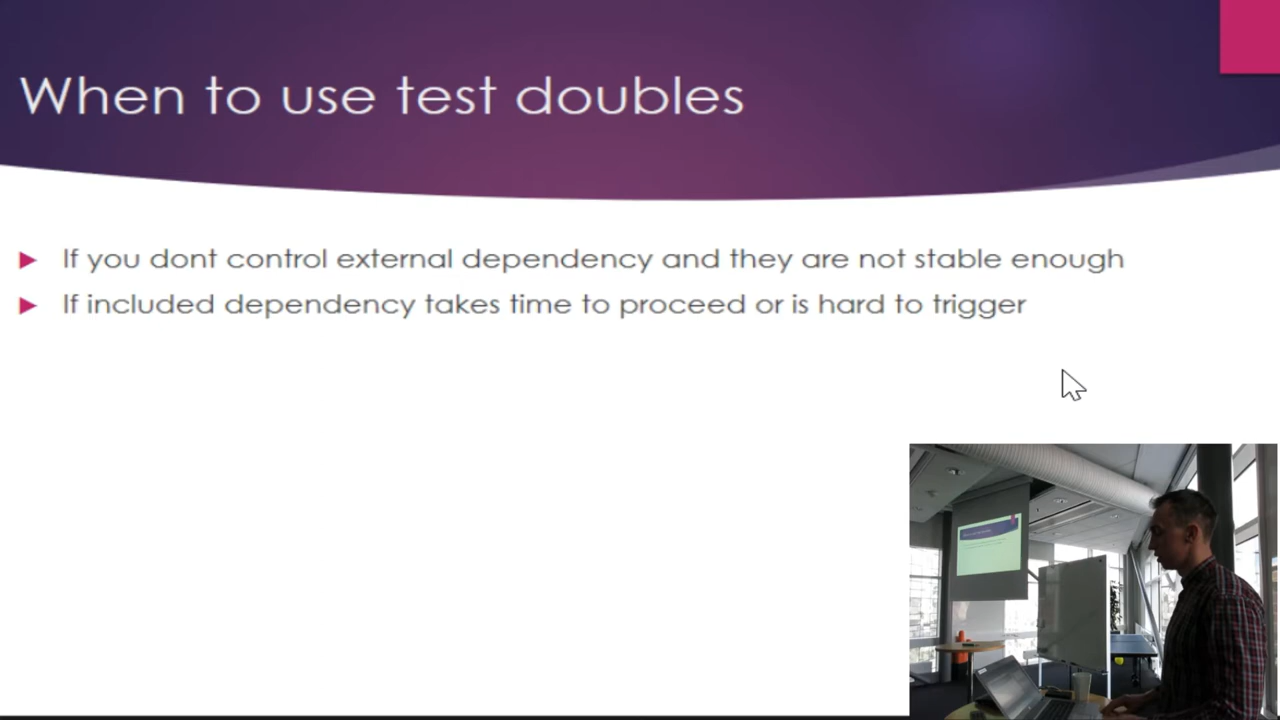 When to use test doubles
If you dont control external dependency and they are not stable enough
If included dependency takes time to proceed or is hard to trigger